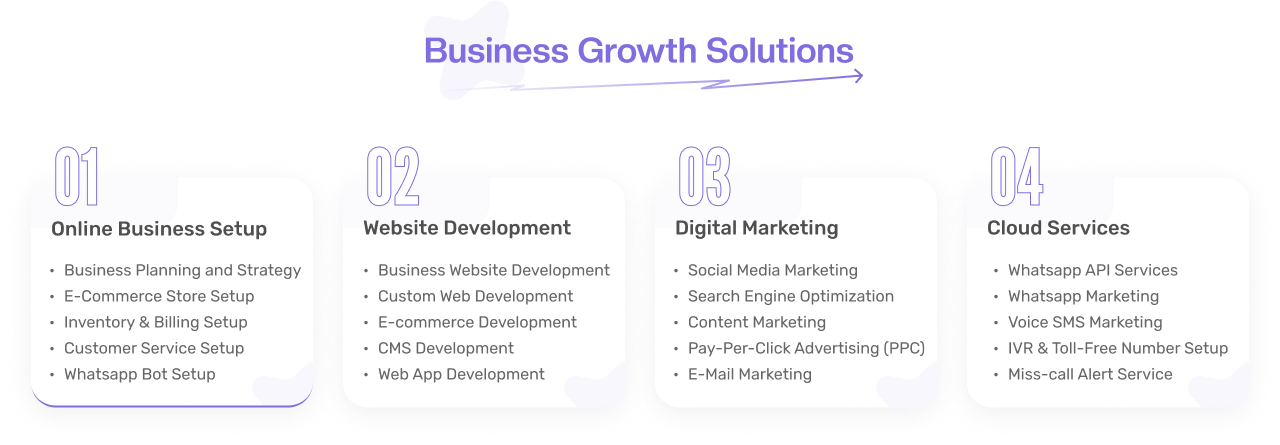 Business Growth Solutions
01
Online Business Setup
• Business Planning and Strategy
• E-Commerce Store Setup
• Inventory & Billing Setup
• Customer Service Setup
• Whatsapp Bot Setup
02
Website Development
• Business Website Development
• Custom Web Development
• E-commerce Development
• CMS Development
• Web App Development
03
Digital Marketing
• Social Media Marketing
• Search Engine Optimization
• Content Marketing
• Pay-Per-Click Advertising (PPC)
• E-Mail Marketing
04
Cloud Services
• Whatsapp API Services
• Whatsapp Marketing
• Voice SMS Marketing
• IVR & Toll-Free Number Setup
• Miss-call Alert Service